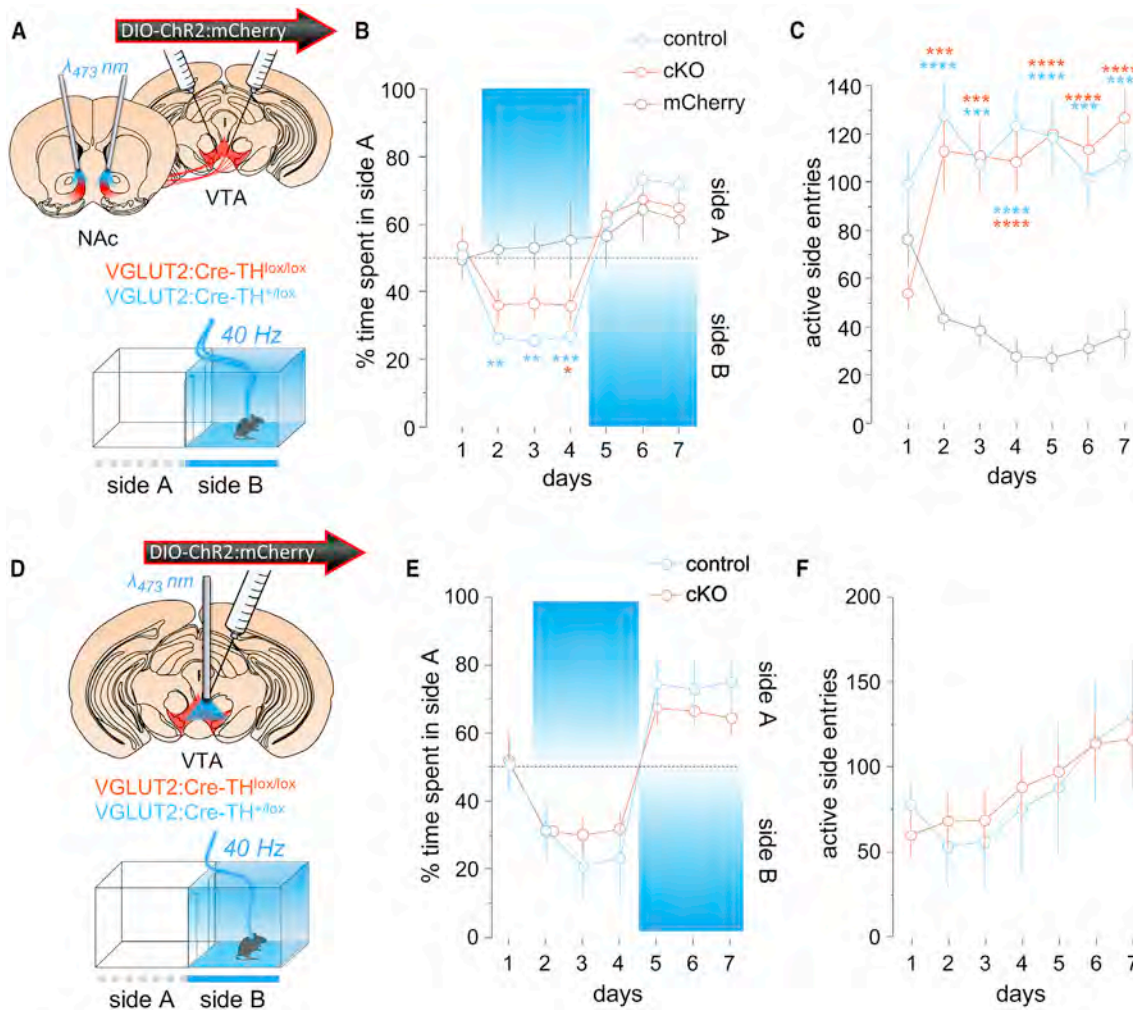 A
DIO-ChR2:mCherry
λ473 nm
VTA
NAc
VGLUT2:Cre-THlox/lox
VGLUT2:Cre-TH+/lox
40 Hz
side A side B
B
control
cKO
mCherry
% time spent in side A
100
80
60
40
20
0
** ** ***
*
side A
side B
1 2 3 4 5 6 7
days
C
*** **** **** ****
**** *** **** *** *** ***
****
****
active side entries
140
120
100
80
60
40
20
0
1 2 3 4 5 6 7
days
D
DIO-ChR2:mCherry
λ473 nm
VTA
VGLUT2:Cre-THlox/lox
VGLUT2:Cre-TH+/lox
40 Hz
side A side B
E
control
cKO
% time spent in side A
100
80
60
40
20
0
side A
side B
1 2 3 4 5 6 7
days
F
active side entries
200
150
100
50
0
1 2 3 4 5 6 7
days